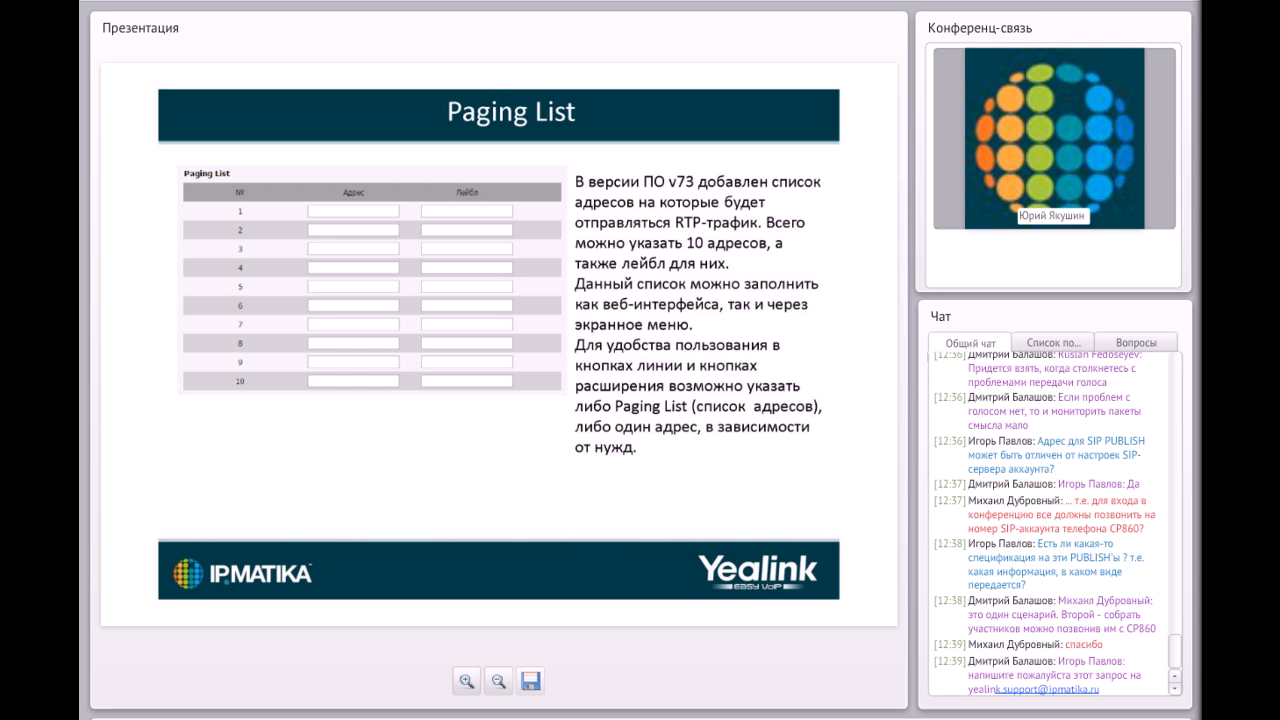 Презентация
Paging List
Paging List
№ Адрес Лейбл
1
2
3
4
5
6
7
8
9
10
В версии ПО v73 добавлен список
адресов на которые будет
отправляться RTP-трафик. Всего
можно указать 10 адресов, а
также лейбл для них.
Данный список можно заполнить
как веб-интерфейса, так и через
экранное меню.
Для удобства пользования в
кнопках линии и кнопках
расширения возможно указать
либо Paging List (список адресов),
либо один адрес, в зависимости
от нужд.
IPMATIKA
Yealink
EASY VoIP
Конференц-связь
Юрий Якушин
Чат
Общий чат Список по... Вопросы
[12:36] Дмитрий Балашов: Ruslan Fedoseyev:
Придется взять, когда столкнетесь с
проблемами передачи голоса
[12:36] Дмитрий Балашов: Если проблем с
голосом нет, то и мониторить пакеты
смысла мало
[12:36] Игорь Павлов: Адрес для SIP PUBLISH
может быть отличен от настроек SIP-
сервера аккаунта?
[12:37] Дмитрий Балашов: Игорь Павлов: Да
[12:37] Михаил Дубровный: ... т.е. для входа в
конференцию все должны позвонить на
номер SIP-аккаунта телефона CP860?
[12:38] Игорь Павлов: Есть ли какая-то
спецификация на эти PUBLISH'ы ? т.е.
какая информация, в каком виде
передается?
[12:38] Дмитрий Балашов: Михаил Дубровный:
это один сценарий. Второй - собрать
участников можно позвонив им с CP860
[12:39] Михаил Дубровный: спасибо
[12:39] Дмитрий Балашов: Игорь Павлов:
напишите пожалуйста этот запрос на
yealink.support@ipmatika.ru